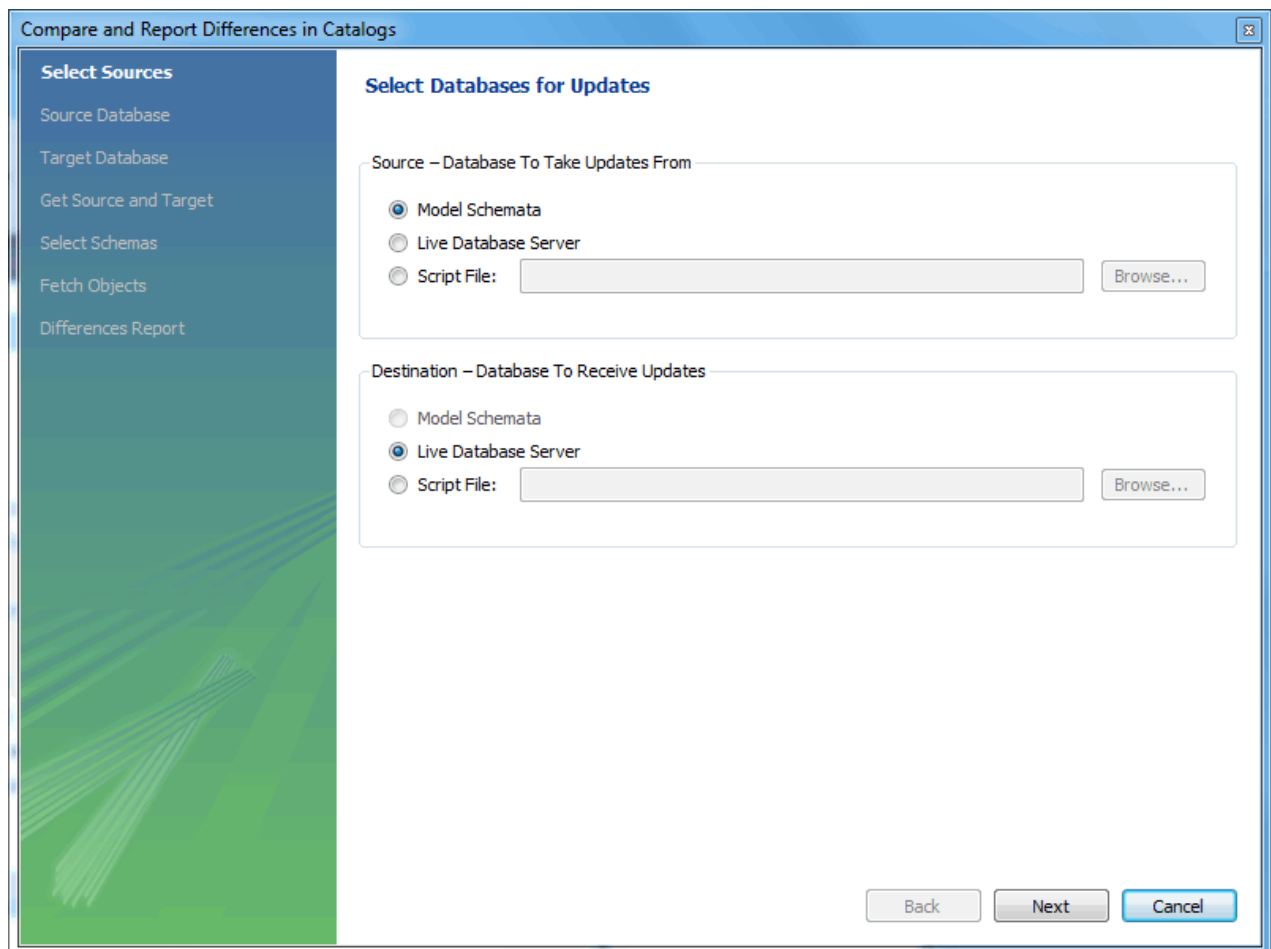 Compare and Report Differences in Catalogs
Select Sources
Source Database
Target Database
Get Source and Target
Select Schemas
Fetch Objects
Differences Report
Select Databases for Updates
Source – Database To Take Updates From
Model Schemata
Live Database Server
Script File: Browse...
Destination – Database To Receive Updates
Model Schemata
Live Database Server
Script File: Browse...
Back Next Cancel